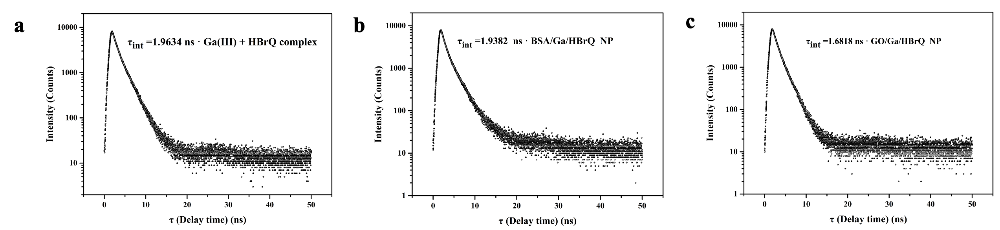 a
τint =1.9634 ns · Ga(III) + HBrQ complex
Intensity (Counts)
10000
1000
100
10
0 10 20 30 40 50
τ (Delay time) (ns)
b
τint =1.9382 ns · BSA/Ga/HBrQ NP
Intensity (Counts)
10000
1000
100
10
1
0 10 20 30 40 50
τ (Delay time) (ns)
c
τint =1.6818 ns · GO/Ga/HBrQ NP
Intensity (Counts)
10000
1000
100
10
1
0 10 20 30 40 50
τ (Delay time) (ns)